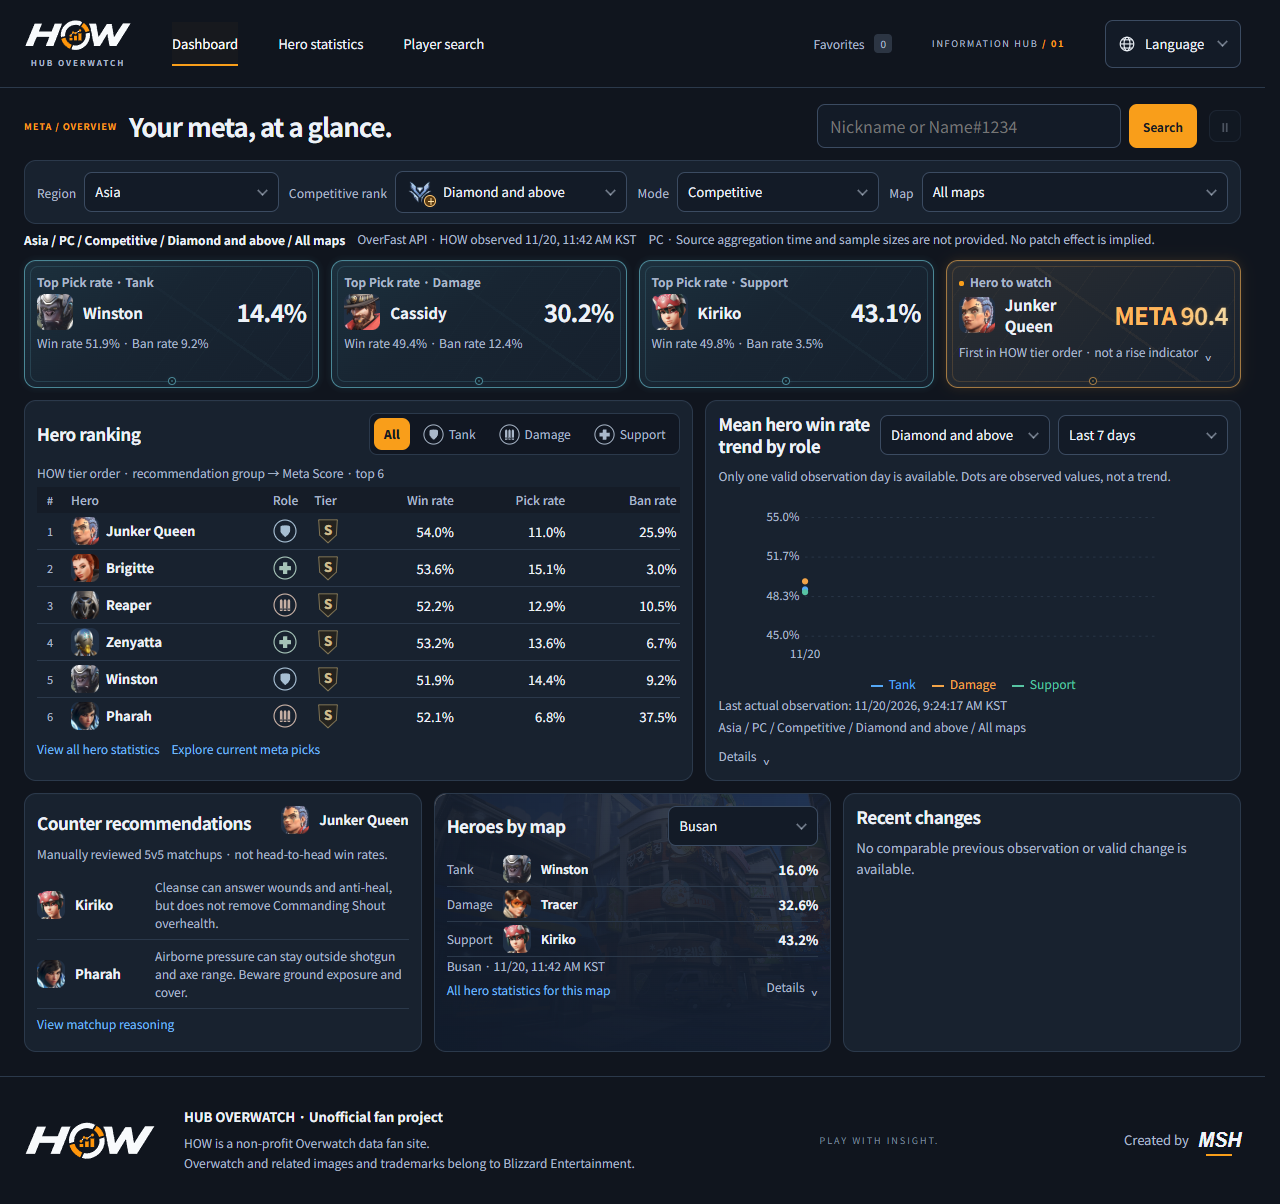 HOW
HUB OVERWATCH
Dashboard
Hero statistics
Player search
Favorites 0
INFORMATION HUB / 01
Language
META / OVERVIEW
Your meta, at a glance.
Nickname or Name#1234
Search
Region
Asia
Competitive rank
Diamond and above
Mode
Competitive
Map
All maps
Asia / PC / Competitive / Diamond and above / All maps
OverFast API · HOW observed 11/20, 11:42 AM KST
PC · Source aggregation time and sample sizes are not provided. No patch effect is implied.
Top Pick rate · Tank
Winston
14.4%
Win rate 51.9% · Ban rate 9.2%
Top Pick rate · Damage
Cassidy
30.2%
Win rate 49.4% · Ban rate 12.4%
Top Pick rate · Support
Kiriko
43.1%
Win rate 49.8% · Ban rate 3.5%
Hero to watch
Junker
Queen
META 90.4
First in HOW tier order · not a rise indicator
Hero ranking
All
Tank
Damage
Support
HOW tier order · recommendation group → Meta Score · top 6
# Hero Role Tier Win rate Pick rate Ban rate
1 Junker Queen S 54.0% 11.0% 25.9%
2 Brigitte S 53.6% 15.1% 3.0%
3 Reaper S 52.2% 12.9% 10.5%
4 Zenyatta S 53.2% 13.6% 6.7%
5 Winston S 51.9% 14.4% 9.2%
6 Pharah S 52.1% 6.8% 37.5%
View all hero statistics
Explore current meta picks
Mean hero win rate
trend by role
Diamond and above
Last 7 days
Only one valid observation day is available. Dots are observed values, not a trend.
55.0%
51.7%
48.3%
45.0%
11/20
Tank
Damage
Support
Last actual observation: 11/20/2026, 9:24:17 AM KST
Asia / PC / Competitive / Diamond and above / All maps
Details
Counter recommendations
Junker Queen
Manually reviewed 5v5 matchups · not head-to-head win rates.
Kiriko
Cleanse can answer wounds and anti-heal,
but does not remove Commanding Shout
overhealth.
Pharah
Airborne pressure can stay outside shotgun
and axe range. Beware ground exposure and
cover.
View matchup reasoning
Heroes by map
Busan
Tank Winston 16.0%
Damage Tracer 32.6%
Support Kiriko 43.2%
Busan · 11/20, 11:42 AM KST
All hero statistics for this map
Details
Recent changes
No comparable previous observation or valid change is
available.
HOW
HUB OVERWATCH · Unofficial fan project
HOW is a non-profit Overwatch data fan site.
Overwatch and related images and trademarks belong to Blizzard Entertainment.
PLAY WITH INSIGHT.
Created by MSH